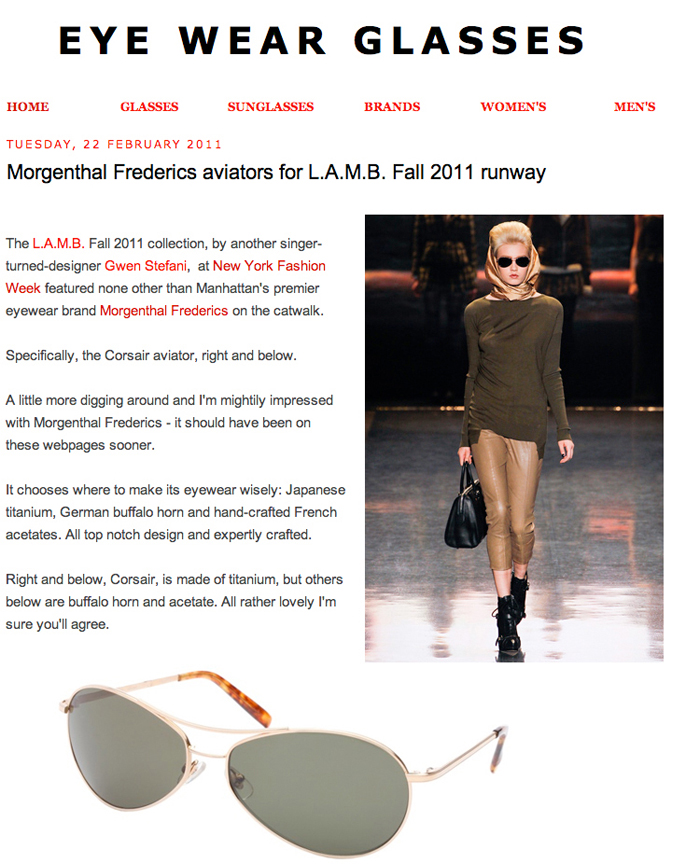 EYE WEAR GLASSES
HOME GLASSES SUNGLASSES BRANDS WOMEN'S MEN'S
TUESDAY, 22 FEBRUARY 2011
Morgenthal Frederics aviators for L.A.M.B. Fall 2011 runway
The L.A.M.B. Fall 2011 collection, by another singer-
turned-designer Gwen Stefani,  at New York Fashion
Week featured none other than Manhattan's premier
eyewear brand Morgenthal Frederics on the catwalk.
Specifically, the Corsair aviator, right and below.
A little more digging around and I'm mightily impressed
with Morgenthal Frederics - it should have been on
these webpages sooner.
It chooses where to make its eyewear wisely: Japanese
titanium, German buffalo horn and hand-crafted French
acetates. All top notch design and expertly crafted.
Right and below, Corsair, is made of titanium, but others
below are buffalo horn and acetate. All rather lovely I'm
sure you'll agree.